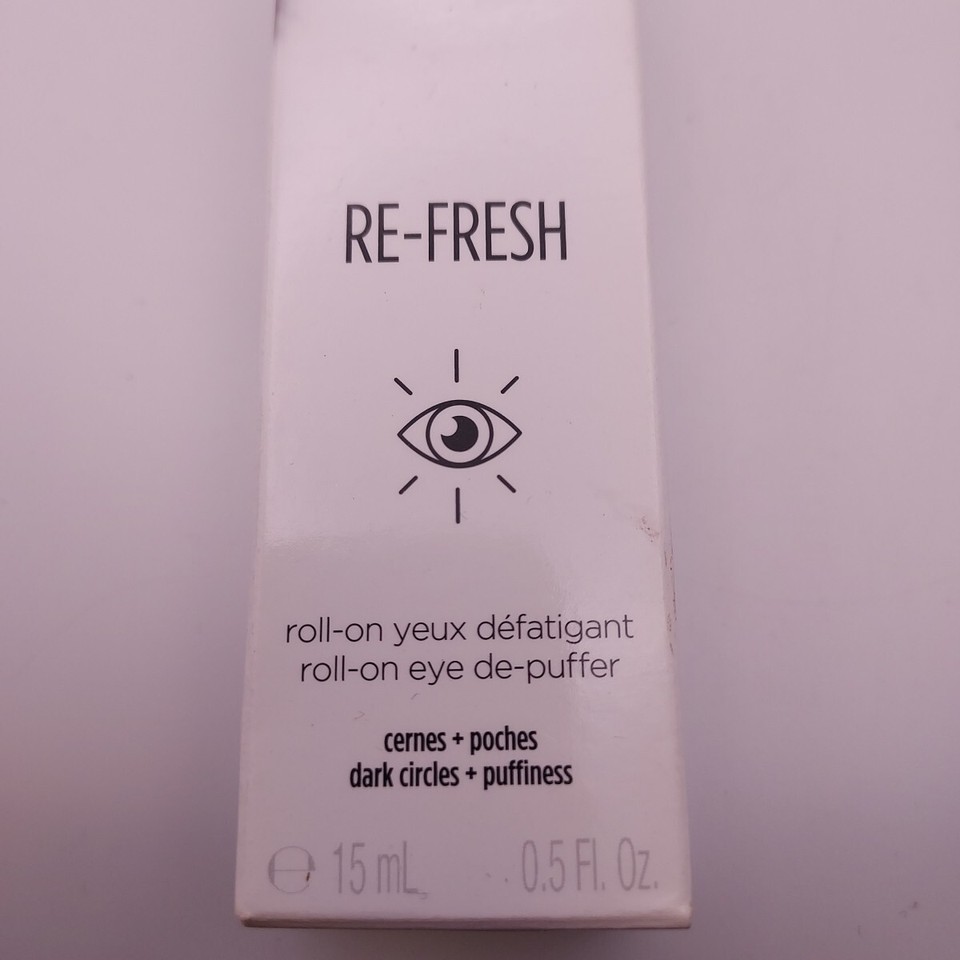 RE-FRESH
roll-on yeux défatigant
roll-on eye de-puffer
cernes + poches
dark circles + puffiness
℮ 15 mL 0.5 Fl. Oz.